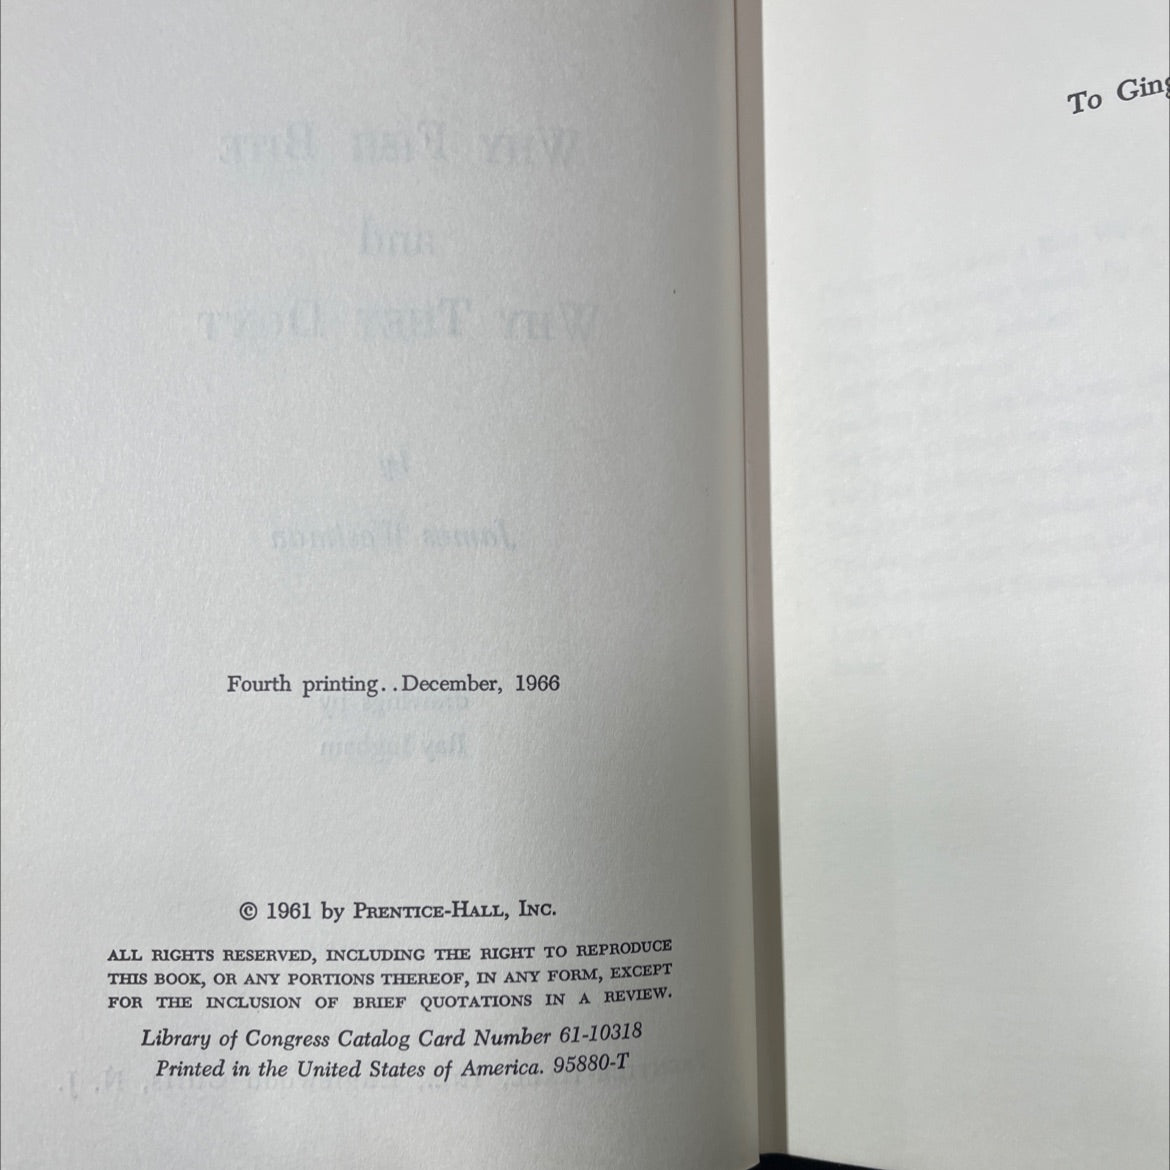 Fourth printing. . December, 1966
© 1961 by PRENTICE-HALL, INC.
ALL RIGHTS RESERVED, INCLUDING THE RIGHT TO REPRODUCE
THIS BOOK, OR ANY PORTIONS THEREOF, IN ANY FORM, EXCEPT
FOR THE INCLUSION OF BRIEF QUOTATIONS IN A REVIEW.
Library of Congress Catalog Card Number 61-10318
Printed in the United States of America. 95880-T
To